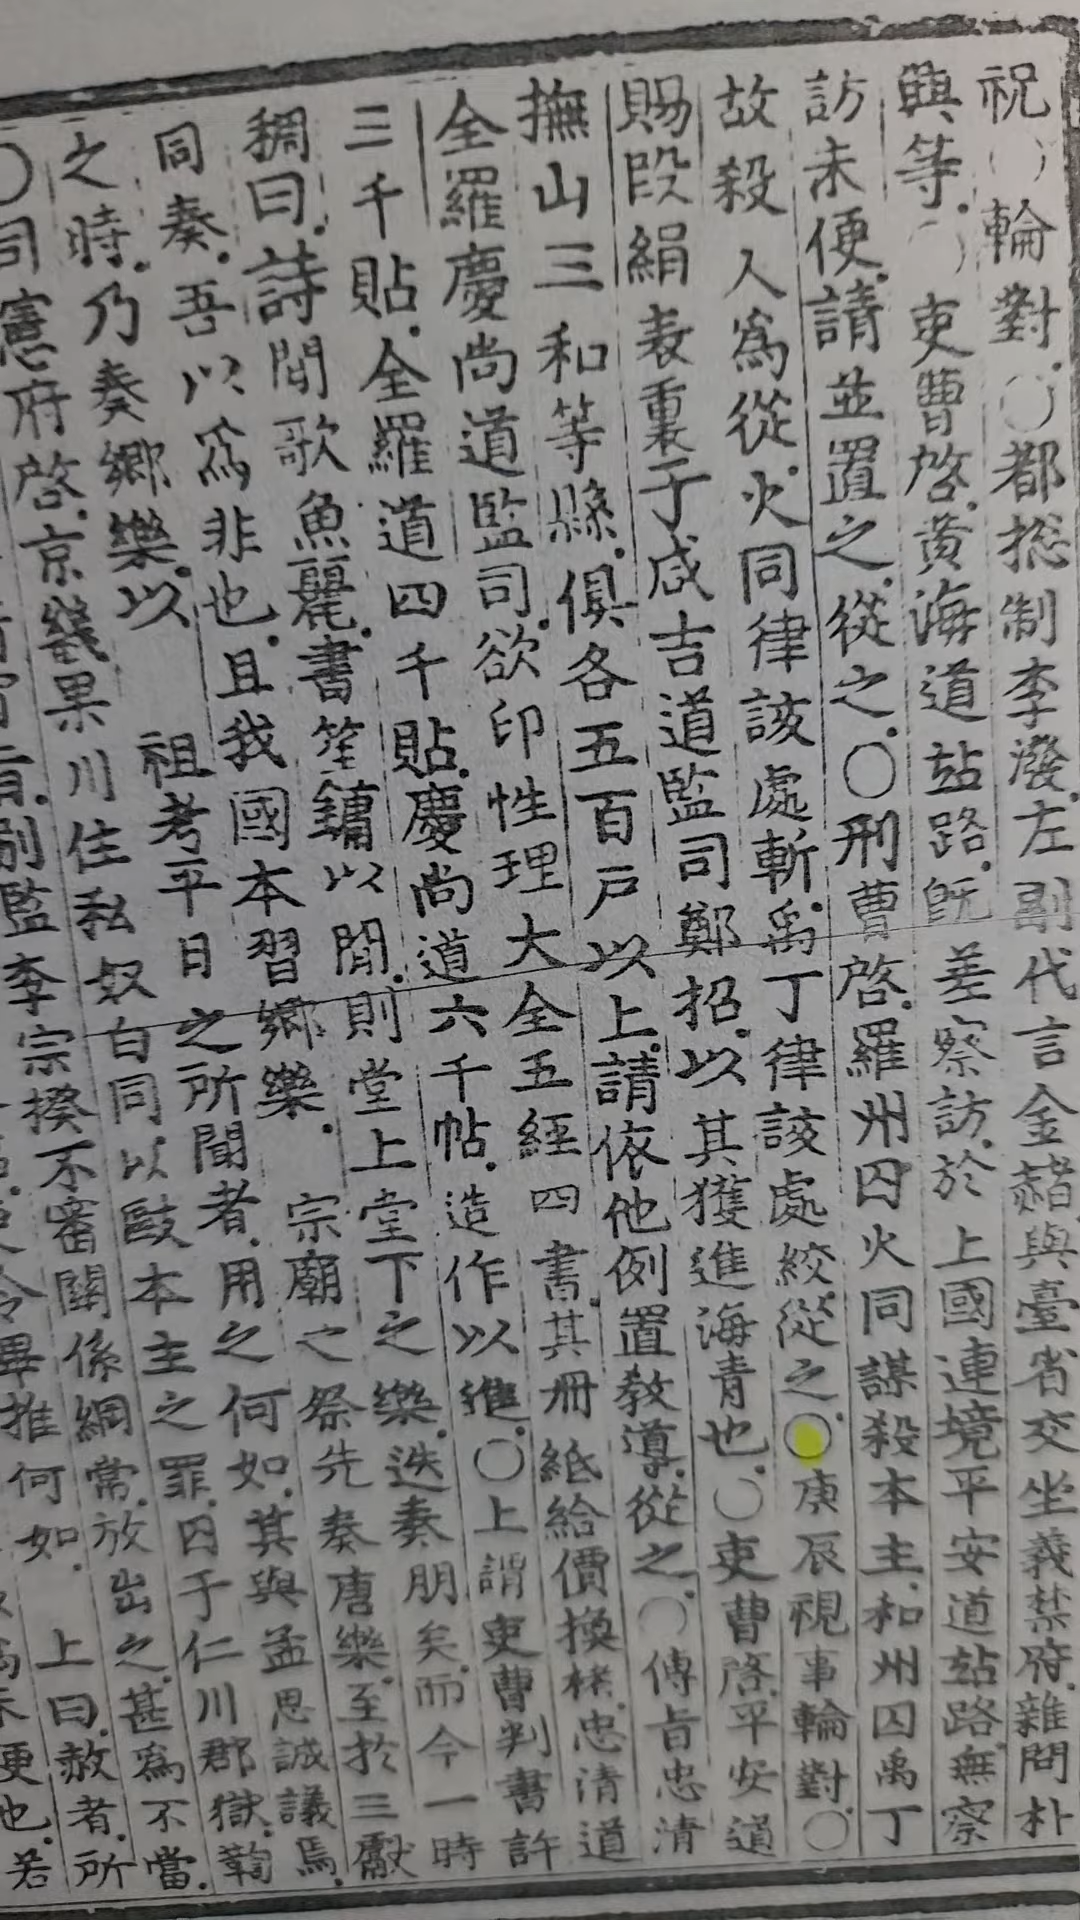 祝○輪對.○都摠制李潑.左副代言金赭與臺省交坐義禁府.雜問朴
與等.○吏曹啓.黃海道站路.旣差察訪.於上國連境平安道站路無察
訪未便.請並置之.從之.○刑曹啓.羅州囚火同謀殺本主.和州囚禹丁
故殺人爲從.火同律該處斬.禹丁律該處絞.從之.○庚辰視事輪對.○
賜段絹表裏于咸吉道監司鄭招.以其獲進海青也.○吏曹啓.平安道
撫山三和等縣.俱各五百戶以上.請依他例置敎導.從之.○傳旨忠清
全羅慶尚道監司.欲印性理大全五經四書.其冊紙給價換楮.忠清道
三千貼.全羅道四千貼.慶尚道六千帖.造作以進.○上謂吏曹判書許
稠曰.詩閒歌魚麗.書笙鏞以閒.則堂上堂下之樂.迭奏朋矣.而今一時
同奏.吾以爲非也.且我國本習鄕樂.宗廟之祭先奏唐樂.至於三獻
之時.乃奏鄕樂.以祖考平日之所聞者.用之何如.其與孟思誠議焉.
○司憲府啓.京畿果川住私奴白同以敺本主之罪.囚于仁川郡獄.鞫
旨.別監李宗揆不審關係綱常.放出之.甚爲不當.
令畢推何如.上曰.赦者.所
未便也.若